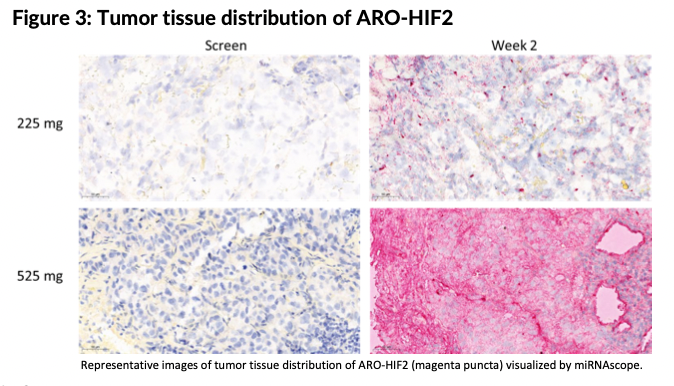 Figure 3: Tumor tissue distribution of ARO-HIF2
Screen
Week 2
225 mg
525 mg
Representative images of tumor tissue distribution of ARO-HIF2 (magenta puncta) visualized by miRNAscope.